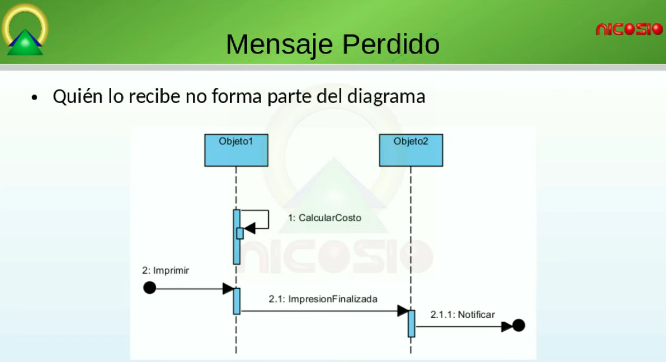 NICOSIO
Mensaje Perdido
• Quién lo recibe no forma parte del diagrama
Objeto1
Objeto2
1: CalcularCosto
NICOSIO
2: Imprimir
2.1: ImpresionFinalizada
2.1.1: Notificar